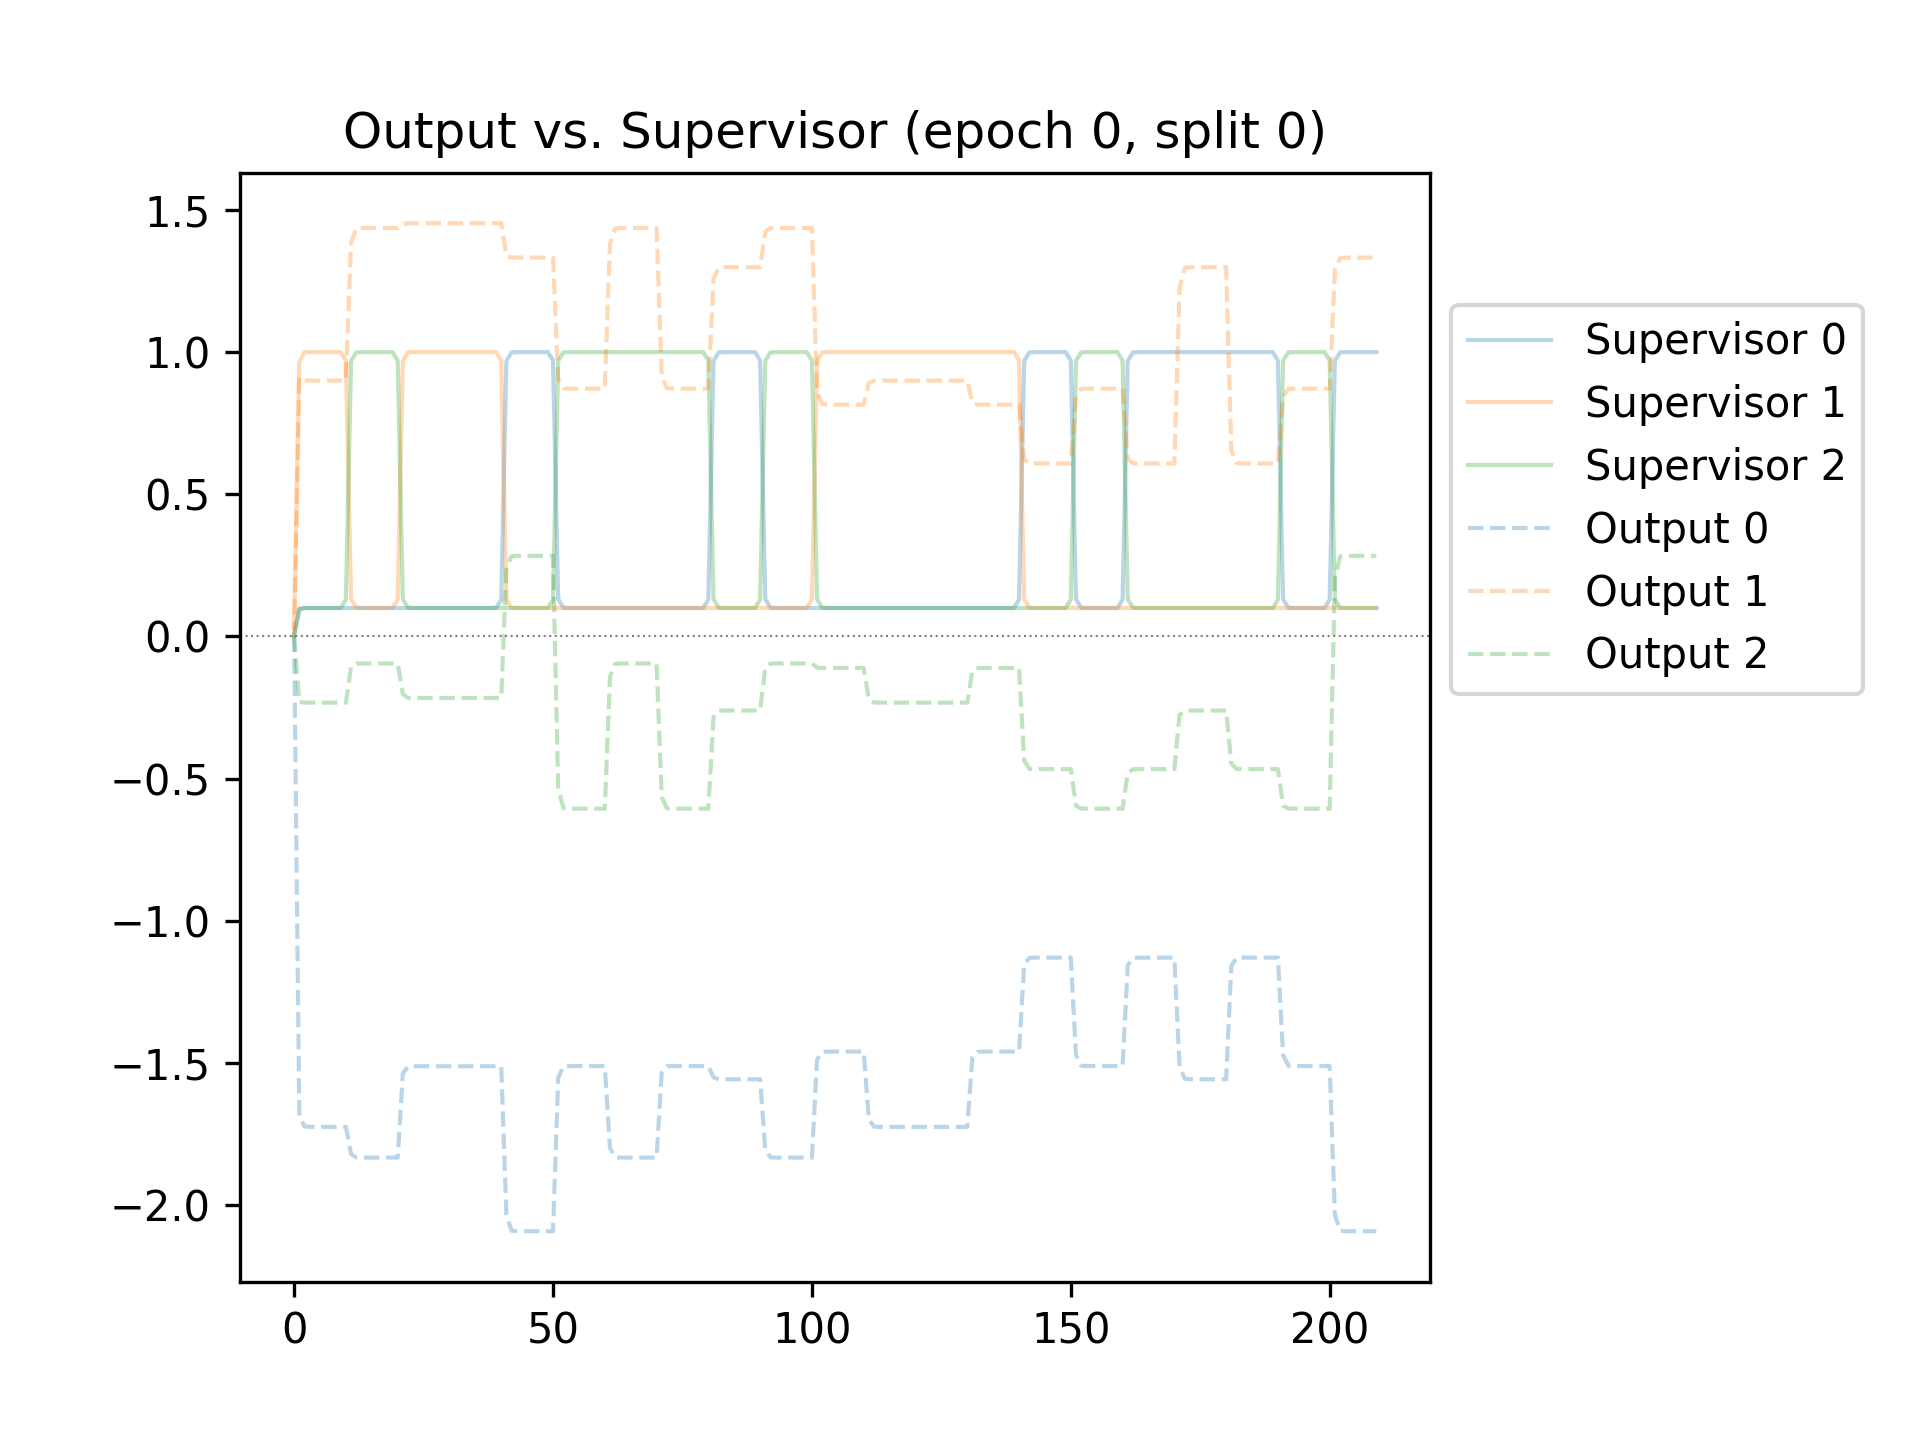 Output vs. Supervisor (epoch 0, split 0)
1.5
1.0
0.5
0.0
−0.5
−1.0
−1.5
−2.0
0 50 100 150 200
Supervisor 0
Supervisor 1
Supervisor 2
Output 0
Output 1
Output 2